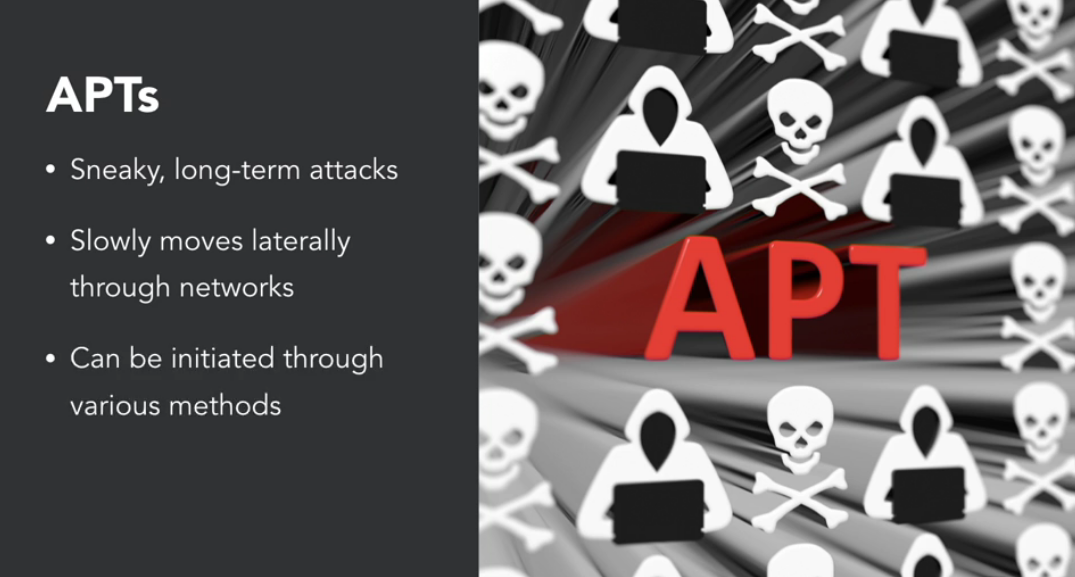 APTs
• Sneaky, long-term attacks
• Slowly moves laterally
through networks
• Can be initiated through
various methods
APT